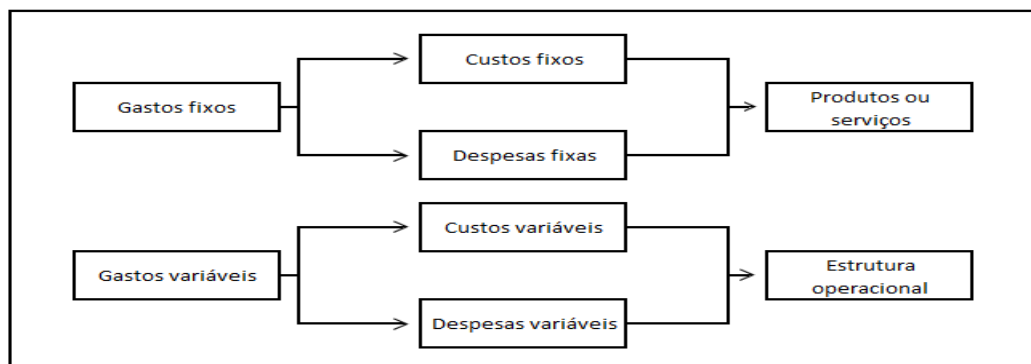 Custos fixos
Gastos fixos
Produtos ou
serviços
Despesas fixas
Custos variáveis
Gastos variáveis
Estrutura
operacional
Despesas variáveis